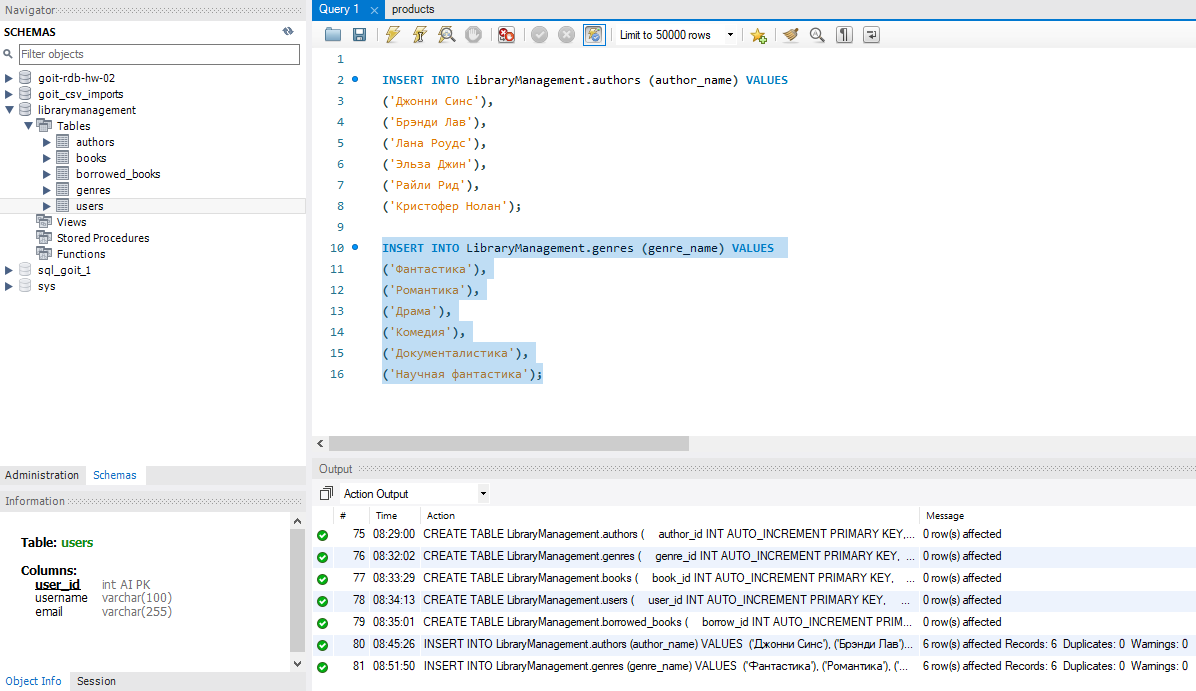 Navigator
SCHEMAS
Filter objects
goit-rdb-hw-02
goit_csv_imports
librarymanagement
Tables
authors
books
borrowed_books
genres
users
Views
Stored Procedures
Functions
sql_goit_1
sys
Administration Schemas
Information
Table: users
Columns:
user_id int AI PK
username varchar(100)
email varchar(255)
Object Info Session
Query 1 products
Limit to 50000 rows
1
2 INSERT INTO LibraryManagement.authors (author_name) VALUES
3 ('Джонни Синс'),
4 ('Брэнди Лав'),
5 ('Лана Роудс'),
6 ('Эльза Джин'),
7 ('Райли Рид'),
8 ('Кристофер Нолан');
9
10 INSERT INTO LibraryManagement.genres (genre_name) VALUES
11 ('Фантастика'),
12 ('Романтика'),
13 ('Драма'),
14 ('Комедия'),
15 ('Документалистика'),
16 ('Научная фантастика');
Output
Action Output
# Time Action Message
75 08:29:00 CREATE TABLE LibraryManagement.authors ( author_id INT AUTO_INCREMENT PRIMARY KEY,... 0 row(s) affected
76 08:32:02 CREATE TABLE LibraryManagement.genres ( genre_id INT AUTO_INCREMENT PRIMARY KEY, ... 0 row(s) affected
77 08:33:29 CREATE TABLE LibraryManagement.books ( book_id INT AUTO_INCREMENT PRIMARY KEY, ... 0 row(s) affected
78 08:34:13 CREATE TABLE LibraryManagement.users ( user_id INT AUTO_INCREMENT PRIMARY KEY, ... 0 row(s) affected
79 08:35:01 CREATE TABLE LibraryManagement.borrowed_books ( borrow_id INT AUTO_INCREMENT PRIM... 0 row(s) affected
80 08:45:26 INSERT INTO LibraryManagement.authors (author_name) VALUES ('Джонни Синс'), ('Брэнди Лав')... 6 row(s) affected Records: 6 Duplicates: 0 Warnings: 0
81 08:51:50 INSERT INTO LibraryManagement.genres (genre_name) VALUES ('Фантастика'), ('Романтика'), ('... 6 row(s) affected Records: 6 Duplicates: 0 Warnings: 0